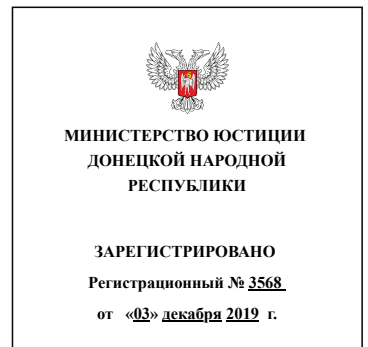 МИНИСТЕРСТВО ЮСТИЦИИ
ДОНЕЦКОЙ НАРОДНОЙ
РЕСПУБЛИКИ
ЗАРЕГИСТРИРОВАНО
Регистрационный № 3568
от «03» декабря 2019 г.